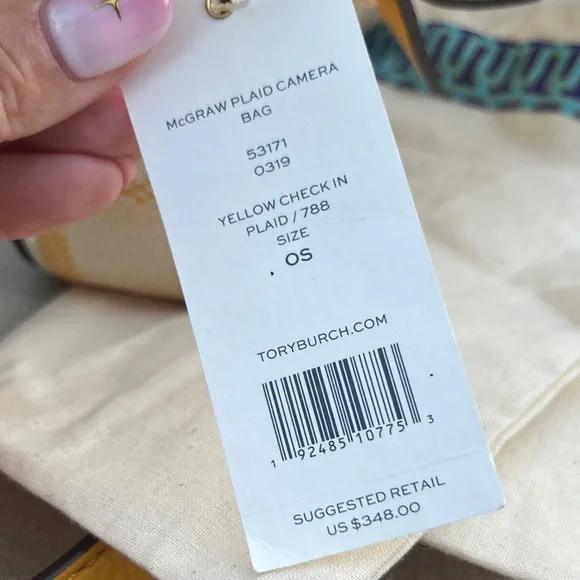 McGRAW PLAID CAMERA
BAG
53171
0319
YELLOW CHECK IN
PLAID / 788
SIZE
OS
TORYBURCH.COM
1 92485 10775 3
SUGGESTED RETAIL
US $348.00